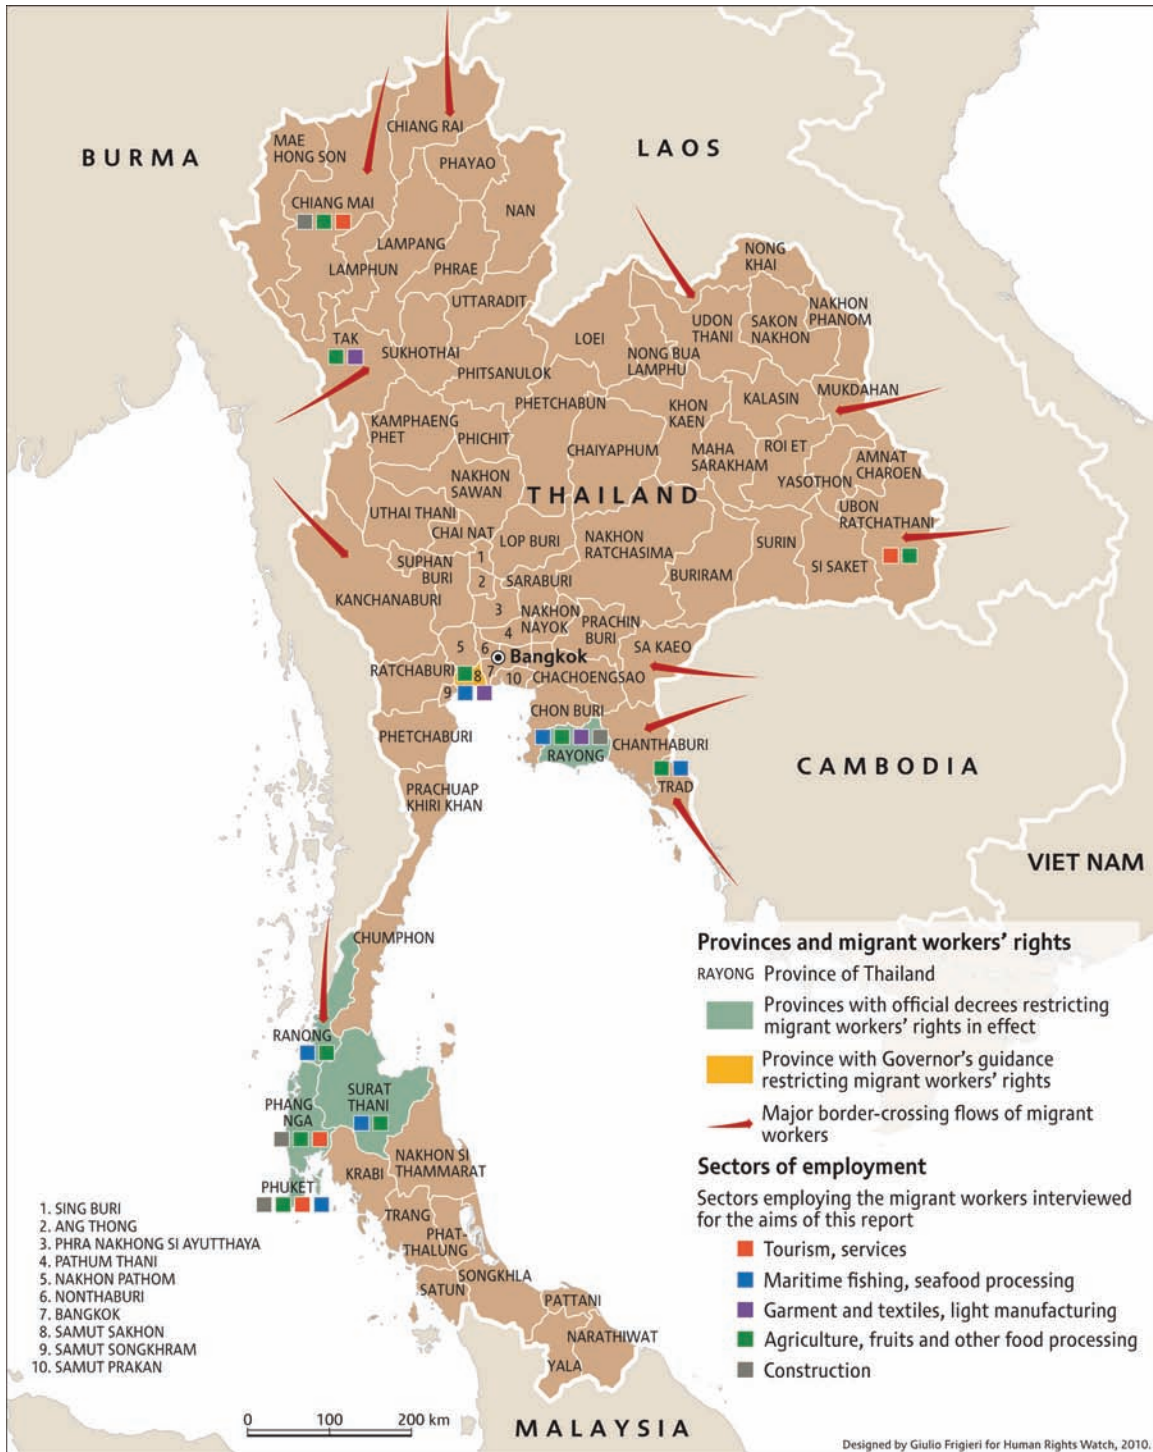 BURMA
LAOS
MAE
HONG SON
CHIANG RAI
PHAYAO
CHIANG MAI
NAN
LAMPANG
LAMPHUN
PHRAE
UTTARADIT
NONG
KHAI
NAKHON
PHANOM
UDON
THANI
SAKON
NAKHON
LOEI
NONG BUA
LAMPHU
TAK
SUKHOTHAI
PHITSANULOK
PHETCHABUN
KHON
KAEN
KALASIN
MUKDAHAN
KAMPHAENG
PHET
PHICHIT
CHAIYAPHUM
MAHA
SARAKHAM
ROI ET
AMNAT
CHAROEN
YASOTHON
NAKHON
SAWAN
THAILAND
UBON
RATCHATHANI
UTHAI THANI
CHAI NAT
LOP BURI
NAKHON
RATCHASIMA
SURIN
SUPHAN
BURI
1
2
SARABURI
BURIRAM
SI SAKET
KANCHANABURI
3
NAKHON
NAYOK
4
PRACHIN
BURI
SA KAEO
5
6
Bangkok
RATCHABURI
8
7
10
CHACHOENGSAO
9
CHON BURI
PHETCHABURI
RAYONG
CHANTHABURI
TRAD
CAMBODIA
PRACHUAP
KHIRI KHAN
VIET NAM
CHUMPHON
RANONG
SURAT
THANI
PHANG
NGA
KRABI
NAKHON SI
THAMMARAT
PHUKET
TRANG
PHAT-
THALUNG
SATUN
SONGKHLA
PATTANI
NARATHIWAT
YALA
MALAYSIA
Provinces and migrant workers' rights
RAYONG Province of Thailand
Provinces with official decrees restricting
migrant workers' rights in effect
Province with Governor's guidance
restricting migrant workers' rights
Major border-crossing flows of migrant
workers
Sectors of employment
Sectors employing the migrant workers interviewed
for the aims of this report
Tourism, services
Maritime fishing, seafood processing
Garment and textiles, light manufacturing
Agriculture, fruits and other food processing
Construction
1. SING BURI
2. ANG THONG
3. PHRA NAKHONG SI AYUTTHAYA
4. PATHUM THANI
5. NAKHON PATHOM
6. NONTHABURI
7. BANGKOK
8. SAMUT SAKHON
9. SAMUT SONGKHRAM
10. SAMUT PRAKAN
0 100 200 km
Designed by Giulio Frigieri for Human Rights Watch, 2010.